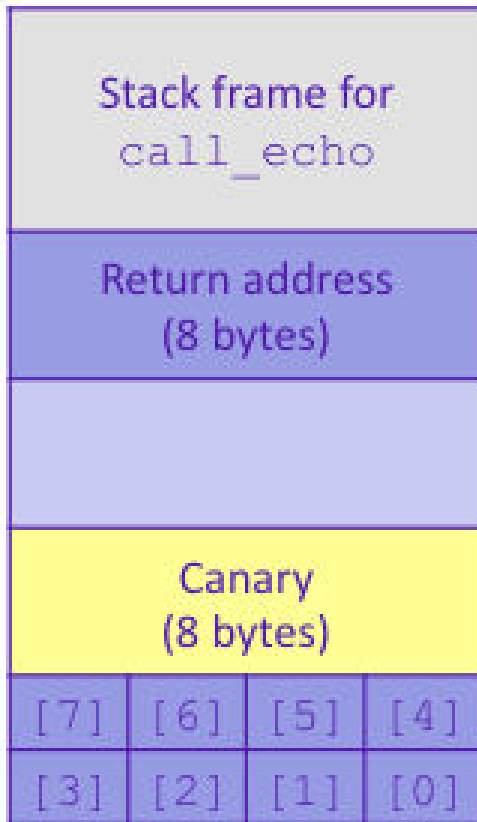 Stack frame for
call_echo
Return address
(8 bytes)
Canary
(8 bytes)
[7] [6] [5] [4]
[3] [2] [1] [0]